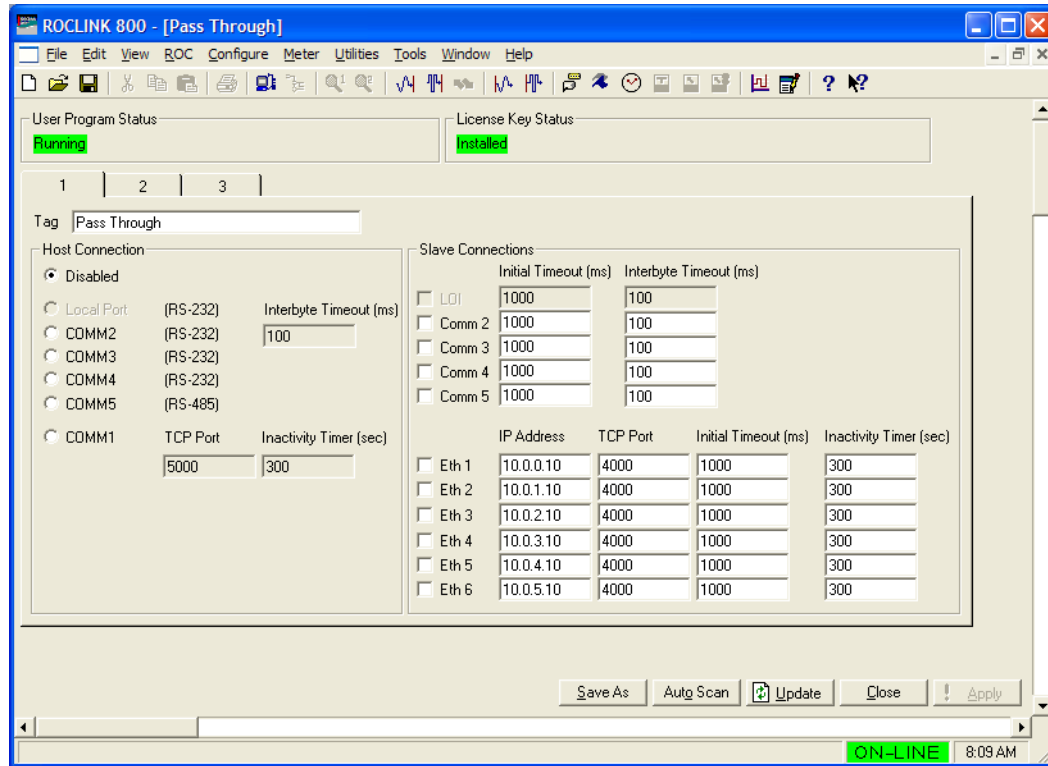 ROCLINK 800 - [Pass Through]
File Edit View ROC Configure Meter Utilities Tools Window Help
User Program Status
Running
License Key Status
Installed
1 2 3
Tag Pass Through
Host Connection
Disabled
Local Port (RS-232) Interbyte Timeout (ms)
COMM2 (RS-232) 100
COMM3 (RS-232)
COMM4 (RS-232)
COMM5 (RS-485)
COMM1 TCP Port Inactivity Timer (sec)
5000 300
Slave Connections
Initial Timeout (ms) Interbyte Timeout (ms)
LOI 1000 100
Comm 2 1000 100
Comm 3 1000 100
Comm 4 1000 100
Comm 5 1000 100
IP Address TCP Port Initial Timeout (ms) Inactivity Timer (sec)
Eth 1 10.0.0.10 4000 1000 300
Eth 2 10.0.1.10 4000 1000 300
Eth 3 10.0.2.10 4000 1000 300
Eth 4 10.0.3.10 4000 1000 300
Eth 5 10.0.4.10 4000 1000 300
Eth 6 10.0.5.10 4000 1000 300
Save As Auto Scan Update Close ! Apply
ON-LINE 8:09 AM